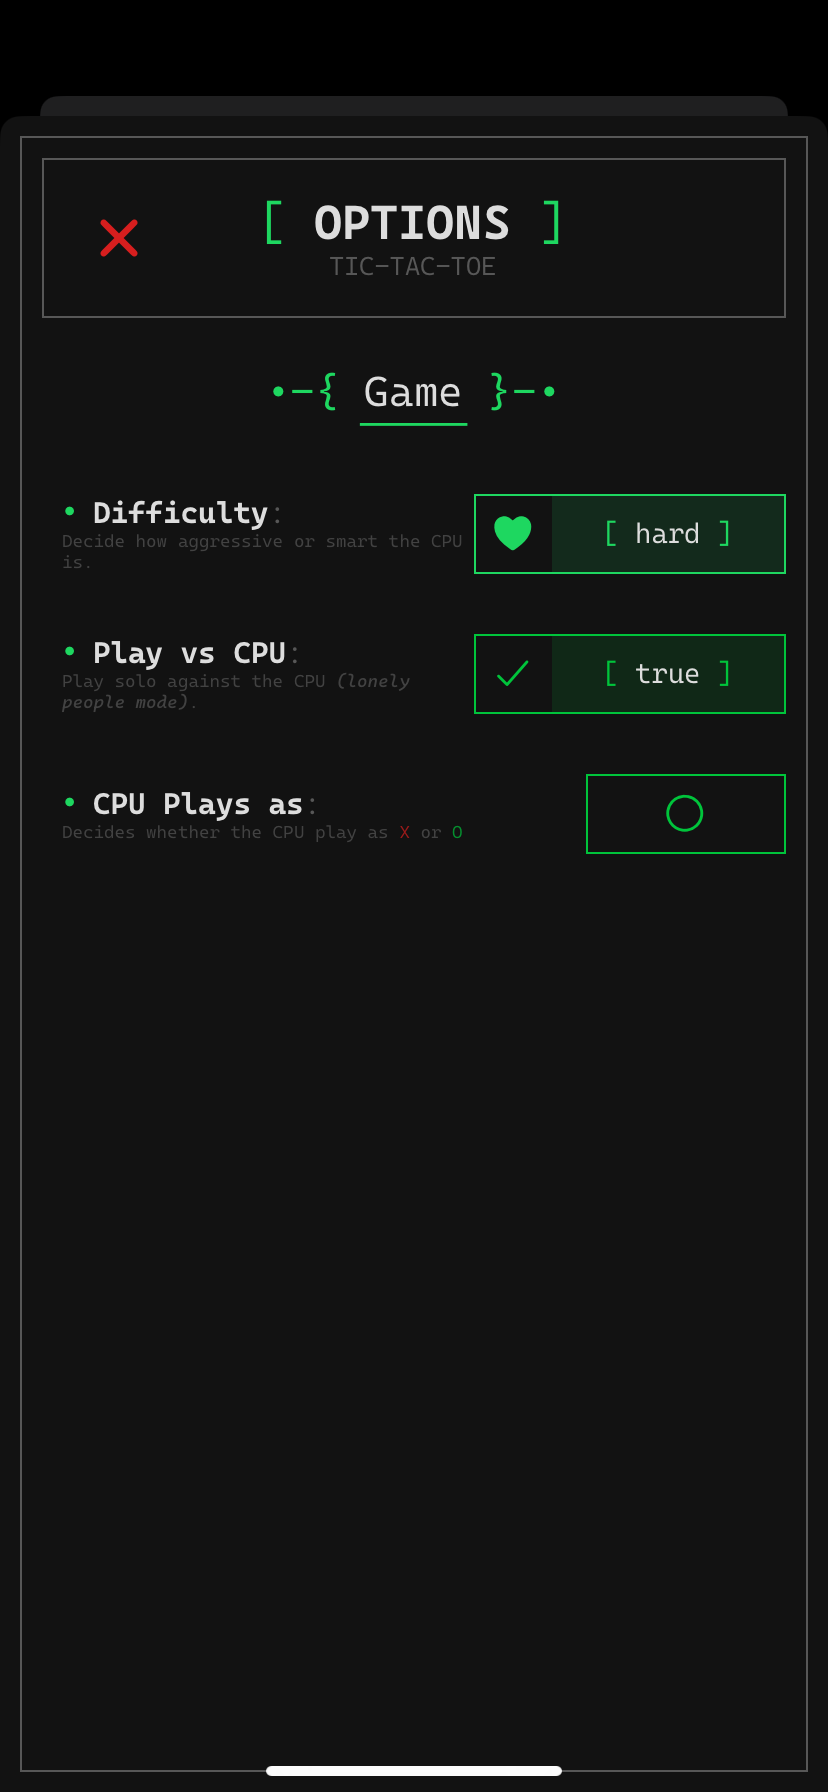 [ OPTIONS ]
TIC-TAC-TOE
•-{ Game }-•
• Difficulty:
Decide how aggressive or smart the CPU
is.
[ hard ]
• Play vs CPU:
Play solo against the CPU (lonely
people mode).
[ true ]
• CPU Plays as:
Decides whether the CPU play as X or O